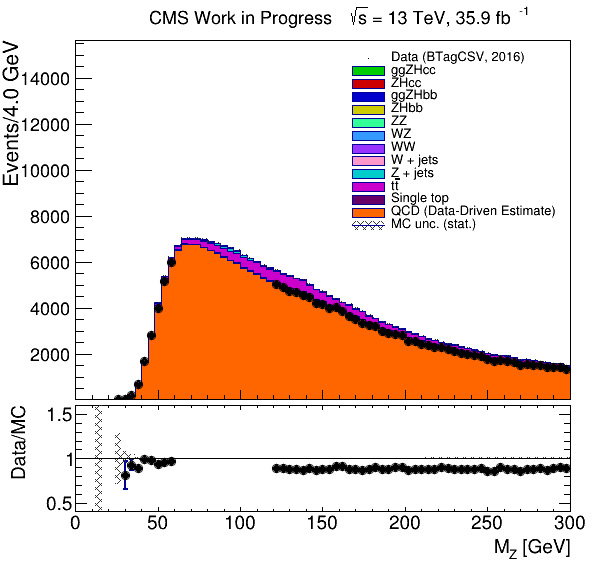 CMS Work in Progress √s = 13 TeV, 35.9 fb⁻¹
Events/4.0 GeV
14000
12000
10000
8000
6000
4000
2000
Data (BTagCSV, 2016)
ggZHcc
ZHcc
ggZHbb
ZHbb
ZZ
WZ
WW
W + jets
Z + jets
tt̅
Single top
QCD (Data-Driven Estimate)
MC unc. (stat.)
Data/MC
1.5
1
0.5
0 50 100 150 200 250 300
M_Z [GeV]